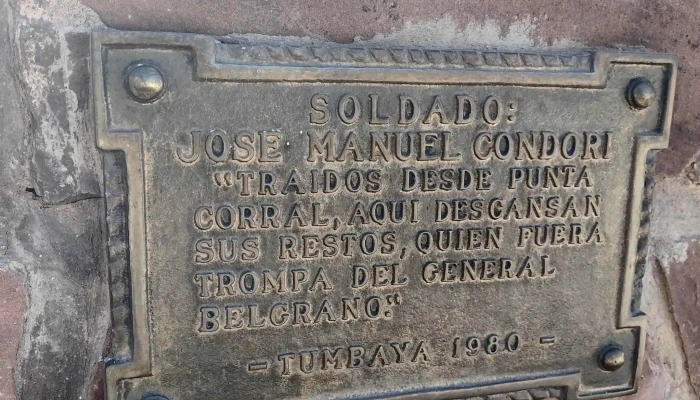 SOLDADO:
JOSE MANUEL CONDORI
"TRAIDOS DESDE PUNTA
CORRAL, AQUI DESCANSAN
SUS RESTOS, QUIEN FUERA
TROMPA DEL GENERAL
BELGRANO."
- TUMBAYA 1980 -